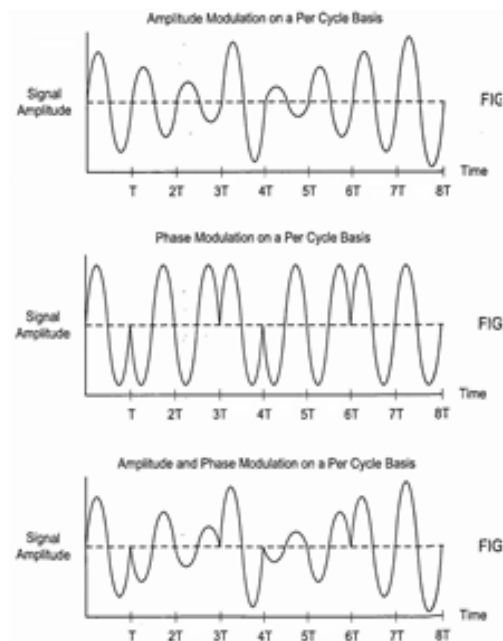 Amplitude Modulation on a Per Cycle Basis
Signal
Amplitude
FIG
Time
T 2T 3T 4T 5T 6T 7T 8T
Phase Modulation on a Per Cycle Basis
Signal
Amplitude
FIG
Time
T 2T 3T 4T 5T 6T 7T 8T
Amplitude and Phase Modulation on a Per Cycle Basis
Signal
Amplitude
FIG
Time
T 2T 3T 4T 5T 6T 7T 8T